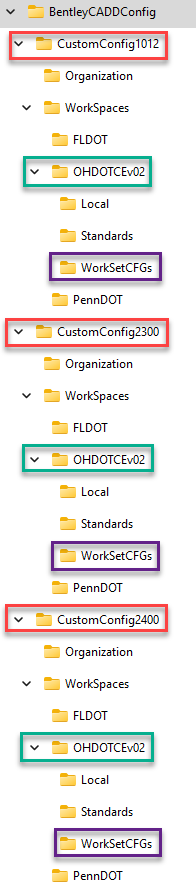 BentleyCADDConfig
CustomConfig1012
Organization
WorkSpaces
FLDOT
OHDOTCEv02
Local
Standards
WorkSetCFGs
PennDOT
CustomConfig2300
Organization
WorkSpaces
FLDOT
OHDOTCEv02
Local
Standards
WorkSetCFGs
PennDOT
CustomConfig2400
Organization
WorkSpaces
FLDOT
OHDOTCEv02
Local
Standards
WorkSetCFGs
PennDOT